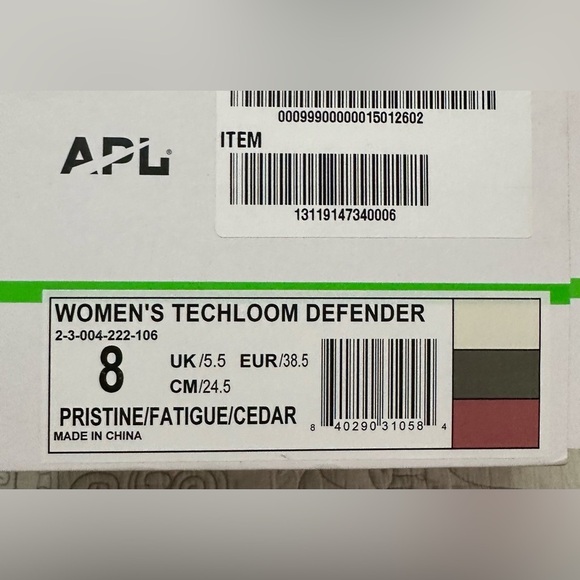 00099900000015012602
APL®
ITEM
13119147340006
WOMEN'S TECHLOOM DEFENDER
2-3-004-222-106
8 UK/5.5 EUR/38.5
CM/24.5
PRISTINE/FATIGUE/CEDAR
MADE IN CHINA
8 40290 31058 4